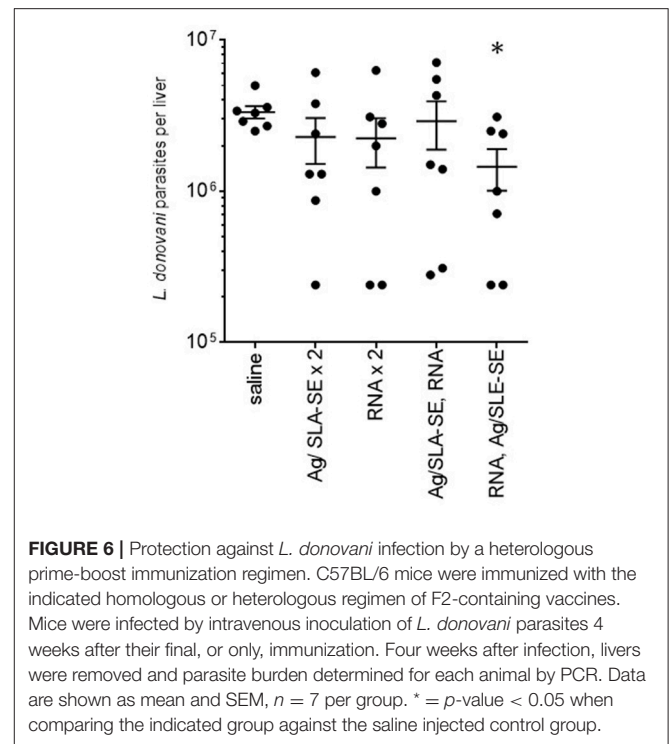 10⁷
*
10⁶
10⁵
L. donovani parasites per liver
saline
Ag/ SLA-SE x 2
RNA x 2
Ag/SLA-SE, RNA
RNA, Ag/SLE-SE
FIGURE 6 | Protection against L. donovani infection by a heterologous
prime-boost immunization regimen. C57BL/6 mice were immunized with the
indicated homologous or heterologous regimen of F2-containing vaccines.
Mice were infected by intravenous inoculation of L. donovani parasites 4
weeks after their final, or only, immunization. Four weeks after infection, livers
were removed and parasite burden determined for each animal by PCR. Data
are shown as mean and SEM, n = 7 per group. * = p-value < 0.05 when
comparing the indicated group against the saline injected control group.